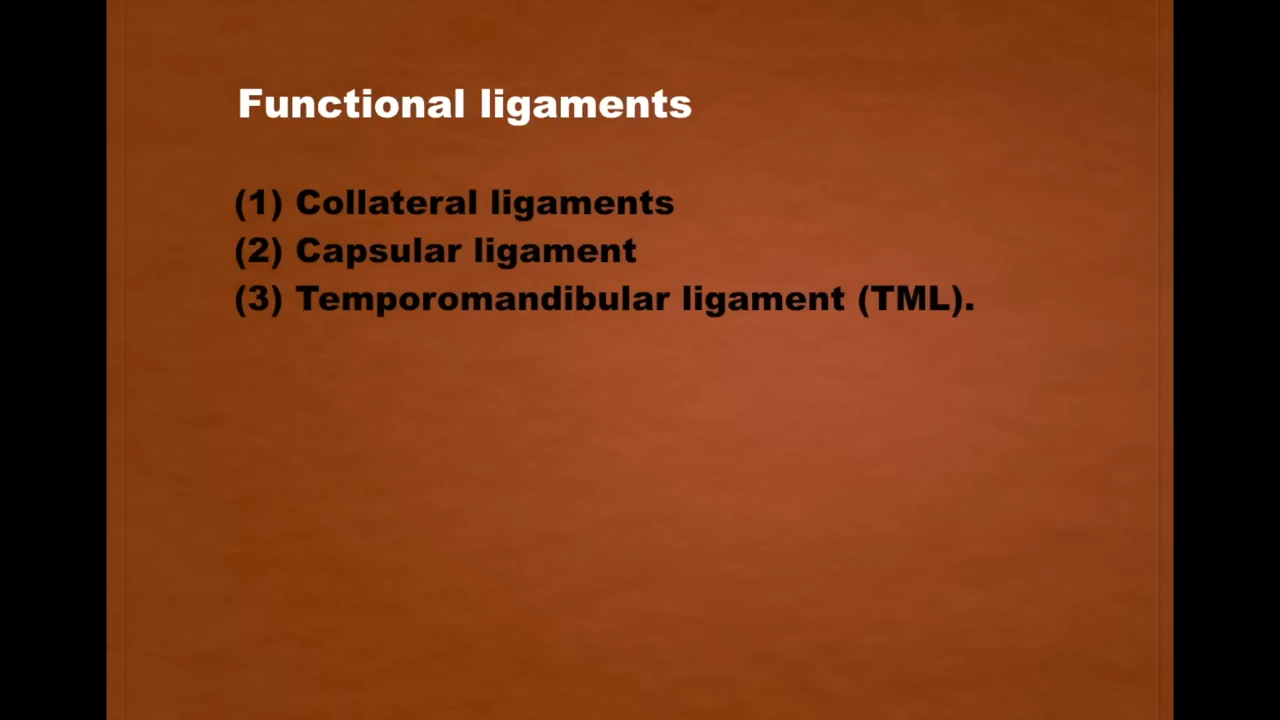 Functional ligaments
(1) Collateral ligaments
(2) Capsular ligament
(3) Temporomandibular ligament (TML).